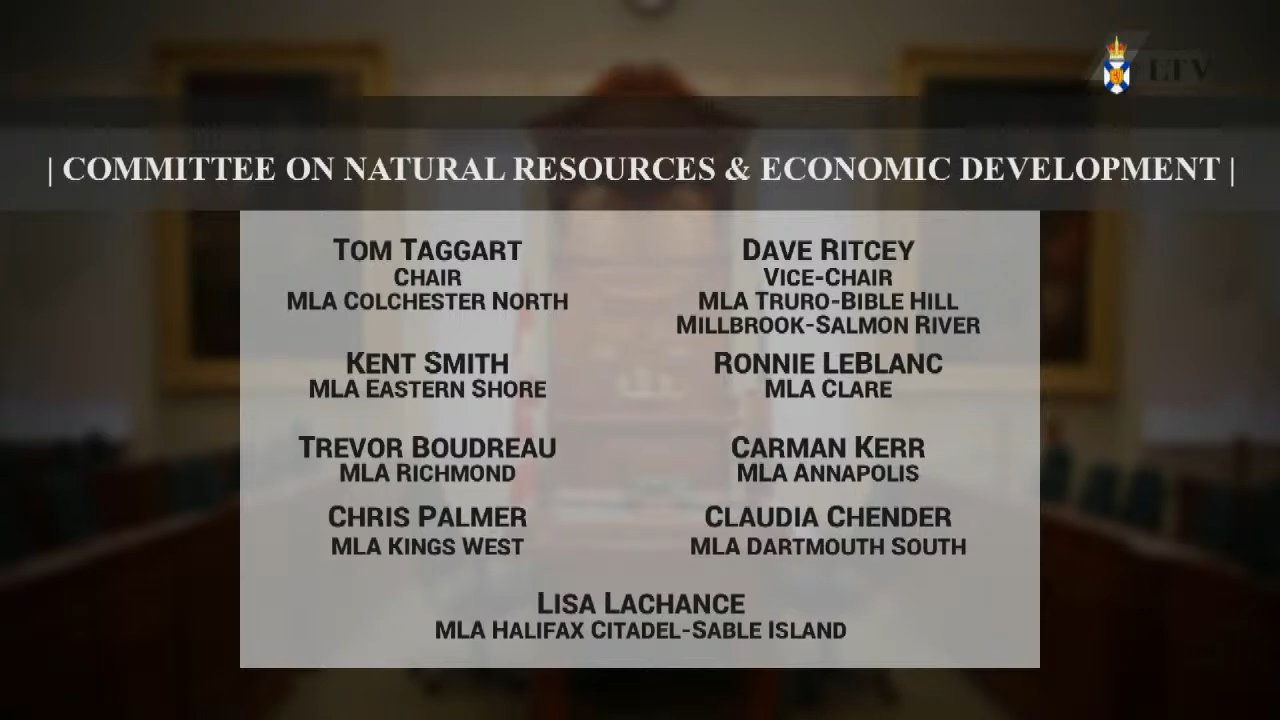 LTV
| COMMITTEE ON NATURAL RESOURCES & ECONOMIC DEVELOPMENT |
TOM TAGGART
CHAIR
MLA COLCHESTER NORTH
DAVE RITCEY
VICE-CHAIR
MLA TRURO-BIBLE HILL
MILLBROOK-SALMON RIVER
KENT SMITH
MLA EASTERN SHORE
RONNIE LEBLANC
MLA CLARE
TREVOR BOUDREAU
MLA RICHMOND
CARMAN KERR
MLA ANNAPOLIS
CHRIS PALMER
MLA KINGS WEST
CLAUDIA CHENDER
MLA DARTMOUTH SOUTH
LISA LACHANCE
MLA HALIFAX CITADEL-SABLE ISLAND